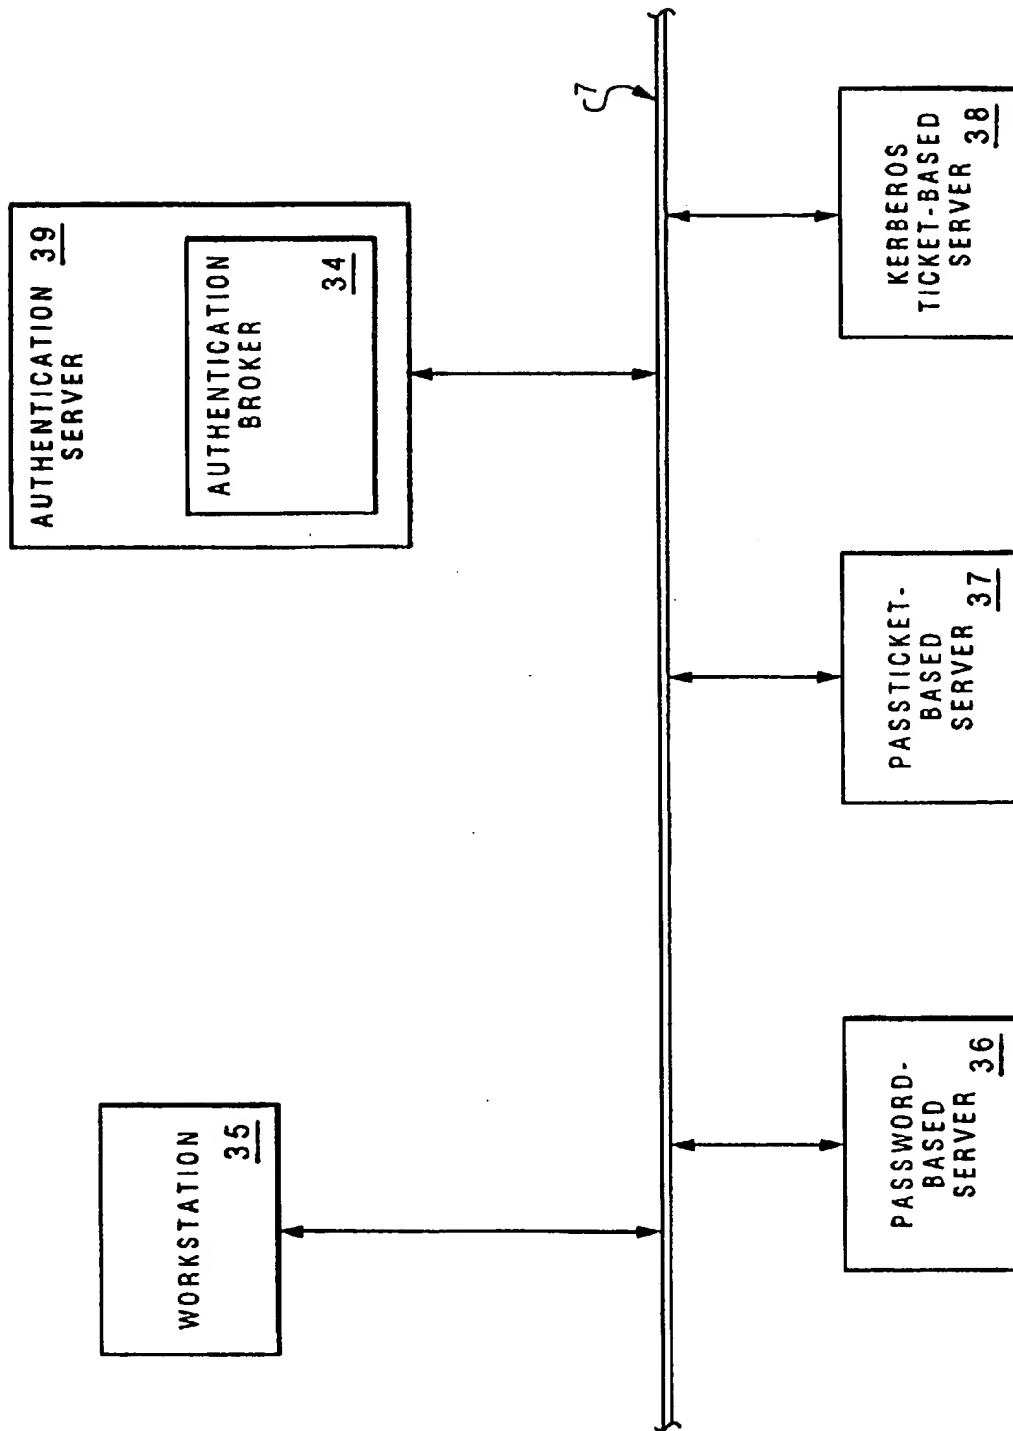 WORKSTATION
35
AUTHENTICATION 39
SERVER
AUTHENTICATION
BROKER
34
7
PASSWORD-
BASED
SERVER
36
PASSTICKET-
BASED
SERVER
37
KERBEROS
TICKET-BASED
SERVER
38